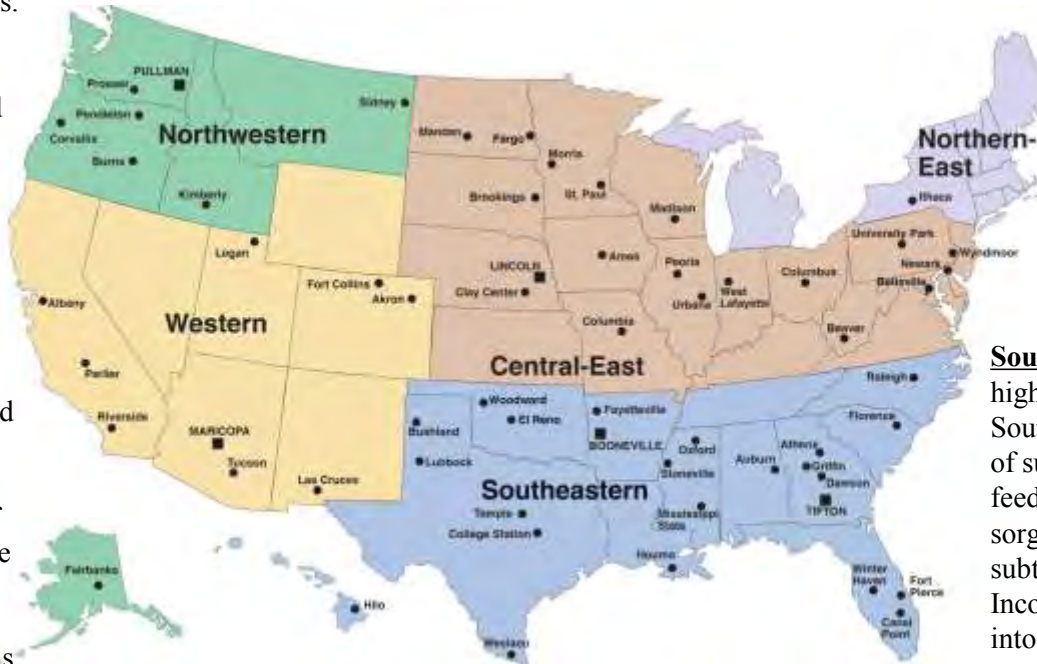 s.
PULLMAN
Prosser
Pendleton
Corvallis
Burns
Northwestern
Sidney
Kimberly
Logan
Mandan
Fargo
Morris
Brookings
St. Paul
Madison
Northern-
East
Ithaca
University Park
Wyndmoor
Newark
Beltsville
LINCOLN
Clay Center
Ames
Peoria
Urbana
West
Lafayette
Columbus
Columbia
Beaver
Central-East
Fort Collins
Akron
Albany
Western
Parlier
Riverside
MARICOPA
Tucson
Las Cruces
Bushland
Lubbock
Woodward
El Reno
Fayetteville
BOONEVILLE
Oxford
Stoneville
Mississippi
State
Auburn
Athens
Griffin
Dawson
TIFTON
Raleigh
Florence
Southeastern
Temple
College Station
Houma
Weslaco
Winter
Haven
Fort
Pierce
Canal
Point
Fairbanks
Hilo
d
r
e
s
Sou
high
Sout
of su
feed
sorg
subt
Inco
into